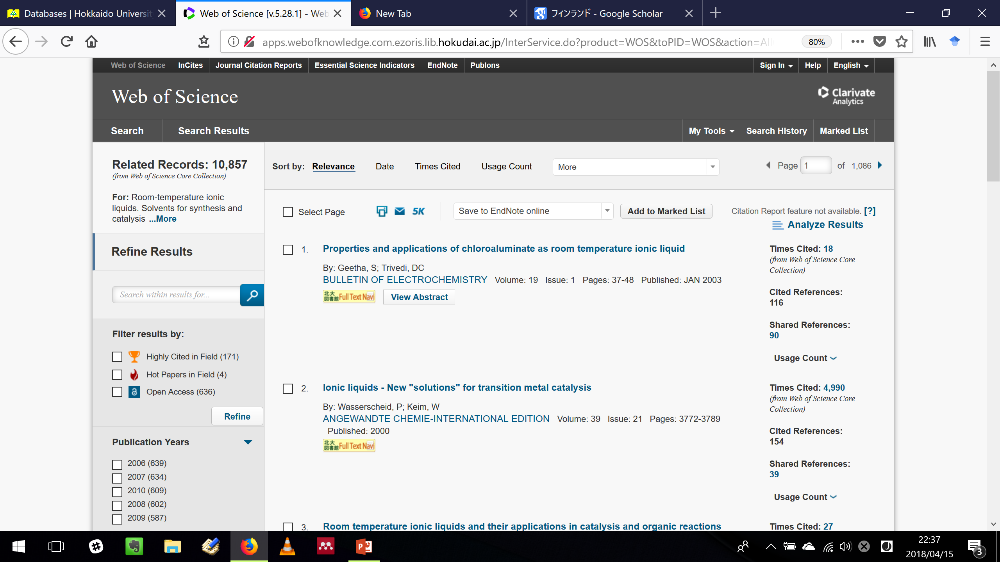 Databases | Hokkaido Universit
Web of Science [v.5.28.1] - Web
New Tab
フィンランド - Google Scholar
apps.webofknowledge.com.ezoris.lib.hokudai.ac.jp/InterService.do?product=WOS&toPID=WOS&action=All
80%
Web of Science
InCites
Journal Citation Reports
Essential Science Indicators
EndNote
Publons
Sign In
Help
English
Web of Science
Clarivate
Analytics
Search
Search Results
My Tools
Search History
Marked List
Related Records: 10,857
(from Web of Science Core Collection)
For: Room-temperature ionic
liquids. Solvents for synthesis and
catalysis ...More
Refine Results
Search within results for...
Filter results by:
Highly Cited in Field (171)
Hot Papers in Field (4)
Open Access (636)
Refine
Publication Years
2006 (639)
2007 (634)
2010 (609)
2008 (602)
2009 (587)
Sort by: Relevance Date Times Cited Usage Count More
Page 1 of 1,086
Select Page
5K
Save to EndNote online
Add to Marked List
Citation Report feature not available. [?]
Analyze Results
1. Properties and applications of chloroaluminate as room temperature ionic liquid
By: Geetha, S; Trivedi, DC
BULLETIN OF ELECTROCHEMISTRY Volume: 19 Issue: 1 Pages: 37-48 Published: JAN 2003
北大
図書館 Full Text Navi
View Abstract
Times Cited: 18
(from Web of Science Core
Collection)
Cited References:
116
Shared References:
90
Usage Count
2. Ionic liquids - New "solutions" for transition metal catalysis
By: Wasserscheid, P; Keim, W
ANGEWANDTE CHEMIE-INTERNATIONAL EDITION Volume: 39 Issue: 21 Pages: 3772-3789
Published: 2000
北大
図書館 Full Text Navi
Times Cited: 4,990
(from Web of Science Core
Collection)
Cited References:
154
Shared References:
39
Usage Count
3. Room temperature ionic liquids and their applications in catalysis and organic reactions
Times Cited: 27
22:37
2018/04/15
3